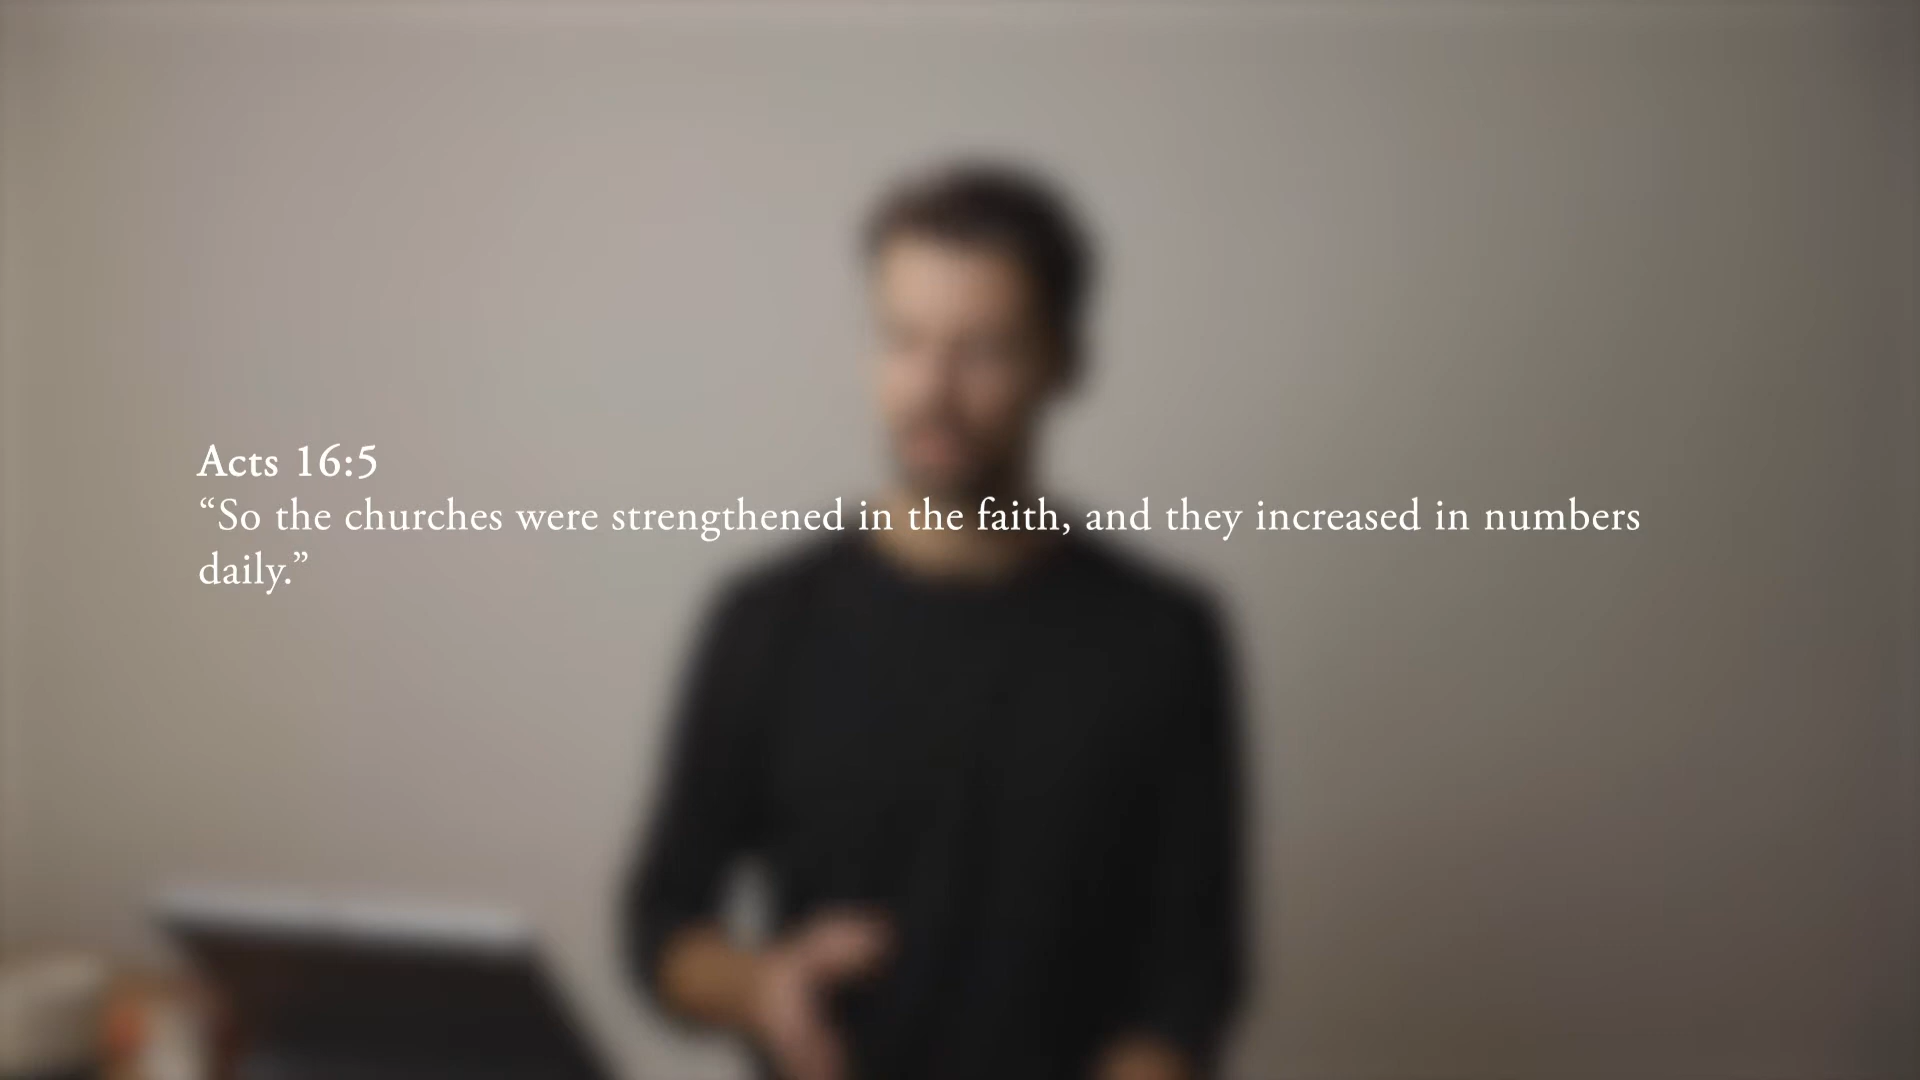 Acts 16:5
“So the churches were strengthened in the faith, and they increased in numbers
daily.”